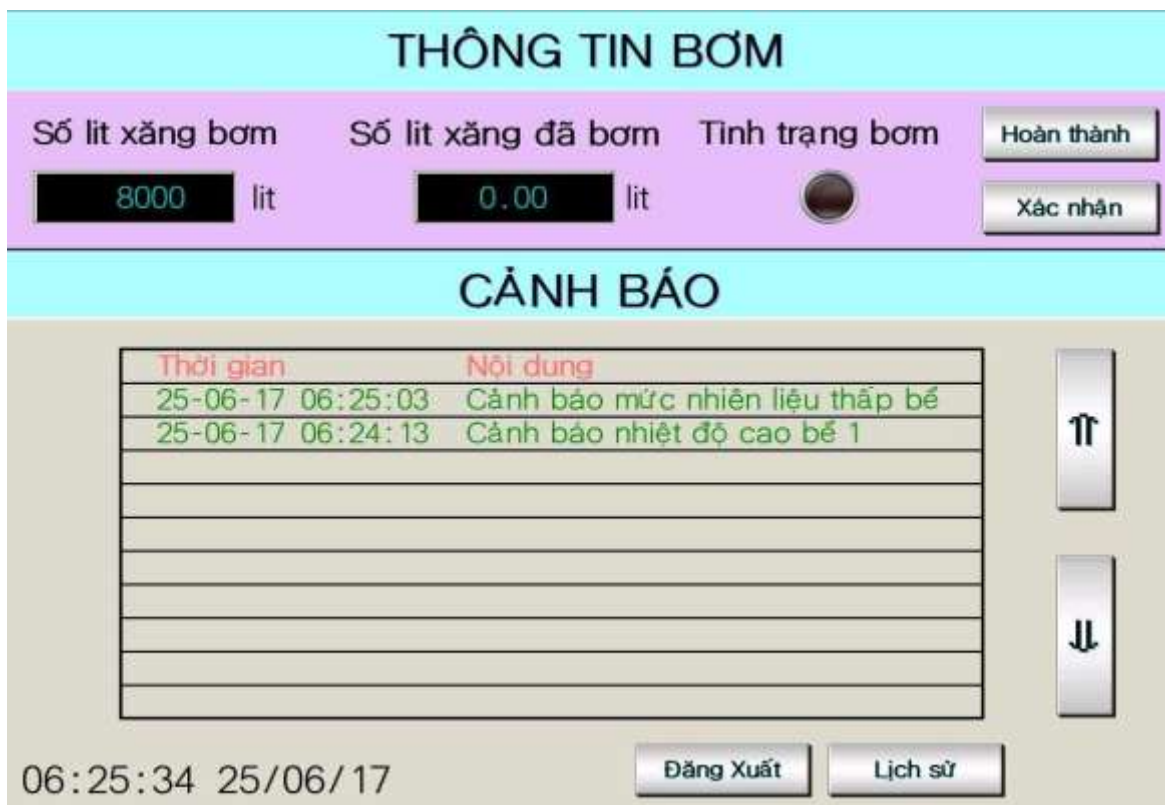 THÔNG TIN BƠM
Số lit xăng bơm
Số lit xăng đã bơm
Tình trạng bơm
Hoàn thành
8000 lit
0.00 lit
Xác nhận
CẢNH BÁO
Thời gian Nội dung
25-06-17 06:25:03 Cảnh báo mức nhiên liệu thấp bể
25-06-17 06:24:13 Cảnh báo nhiệt độ cao bể 1
⇑
⇓
06:25:34 25/06/17
Đăng Xuất
Lịch sử